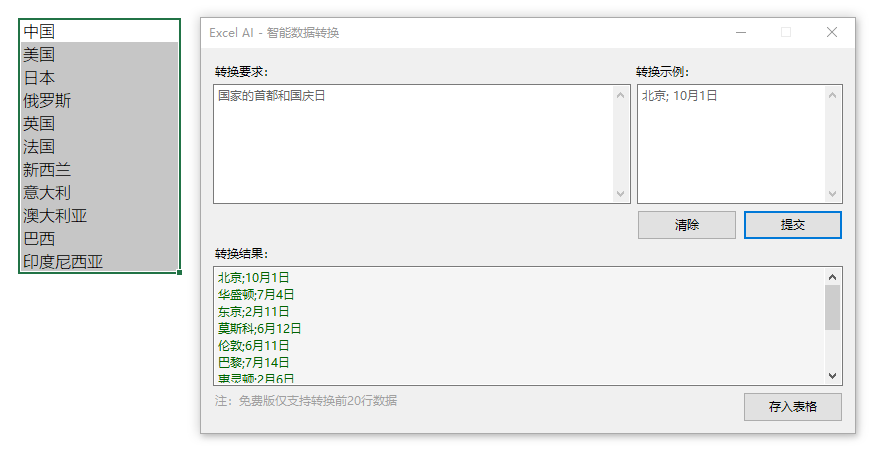 中国
美国
日本
俄罗斯
英国
法国
新西兰
意大利
澳大利亚
巴西
印度尼西亚
Excel AI - 智能数据转换
转换要求：
国家的首都和国庆日
转换示例：
北京; 10月1日
清除
提交
转换结果：
北京;10月1日
华盛顿;7月4日
东京;2月11日
莫斯科;6月12日
伦敦;6月11日
巴黎;7月14日
惠灵顿;2月6日
注：免费版仅支持转换前20行数据
存入表格